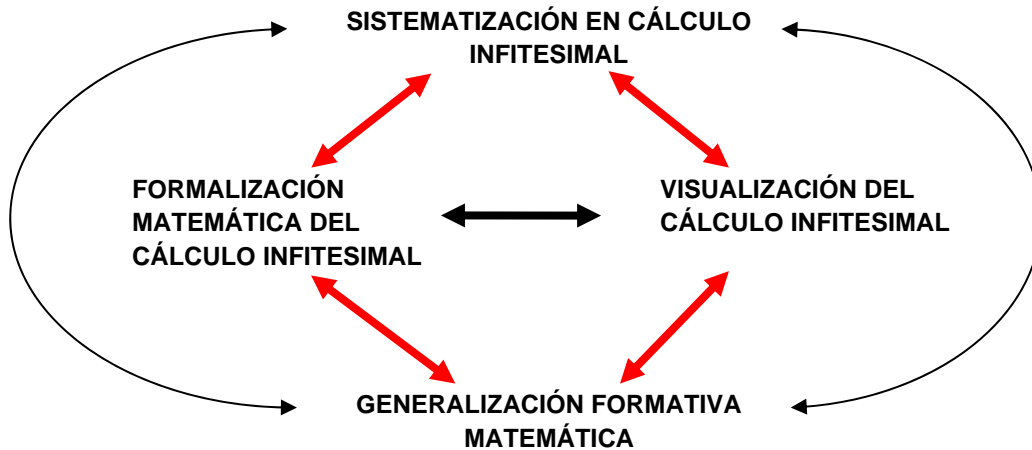 SISTEMATIZACIÓN EN CÁLCULO
INFITESIMAL
FORMALIZACIÓN
MATEMÁTICA DEL
CÁLCULO INFITESIMAL
VISUALIZACIÓN DEL
CÁLCULO INFITESIMAL
GENERALIZACIÓN FORMATIVA
MATEMÁTICA